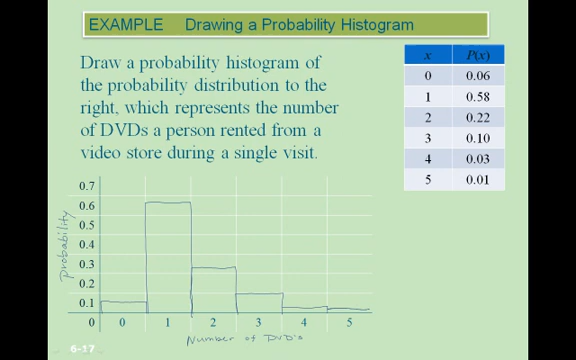 EXAMPLE Drawing a Probability Histogram
Draw a probability histogram of
the probability distribution to the
right, which represents the number
of DVDs a person rented from a
video store during a single visit.
x P(x)
0 0.06
1 0.58
2 0.22
3 0.10
4 0.03
5 0.01
probability
0.7
0.6
0.5
0.4
0.3
0.2
0.1
0 0 1 2 3 4 5
Number of DVD's
6-17